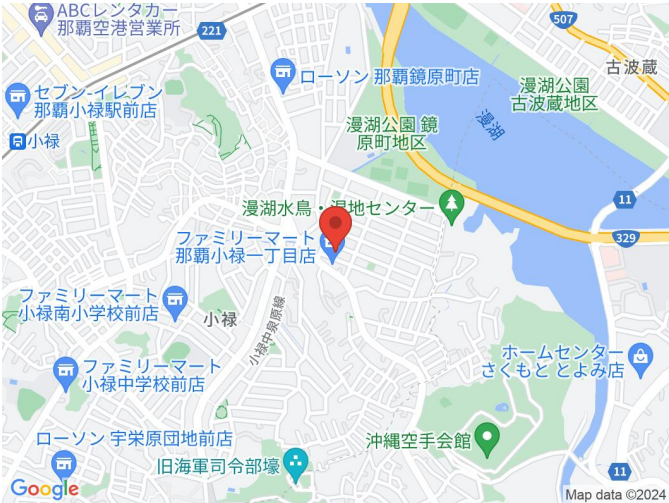 ABCレンタカー
那覇空港営業所
221
507
古波蔵
ローソン 那覇鏡原町店
セブン-イレブン
那覇小禄駅前店
小禄
漫湖公園
古波蔵地区
漫湖
漫湖公園 鏡
原町地区
11
漫湖水鳥・湿地センター
329
ファミリーマート
那覇小禄一丁目店
ファミリーマート
小禄南小学校前店
小禄
小禄中泉原線
ホームセンター
さくもと とよみ店
ファミリーマート
小禄中学校前店
ローソン 宇栄原団地前店
沖縄空手会館
旧海軍司令部壕
11
Google
Map data ©2024